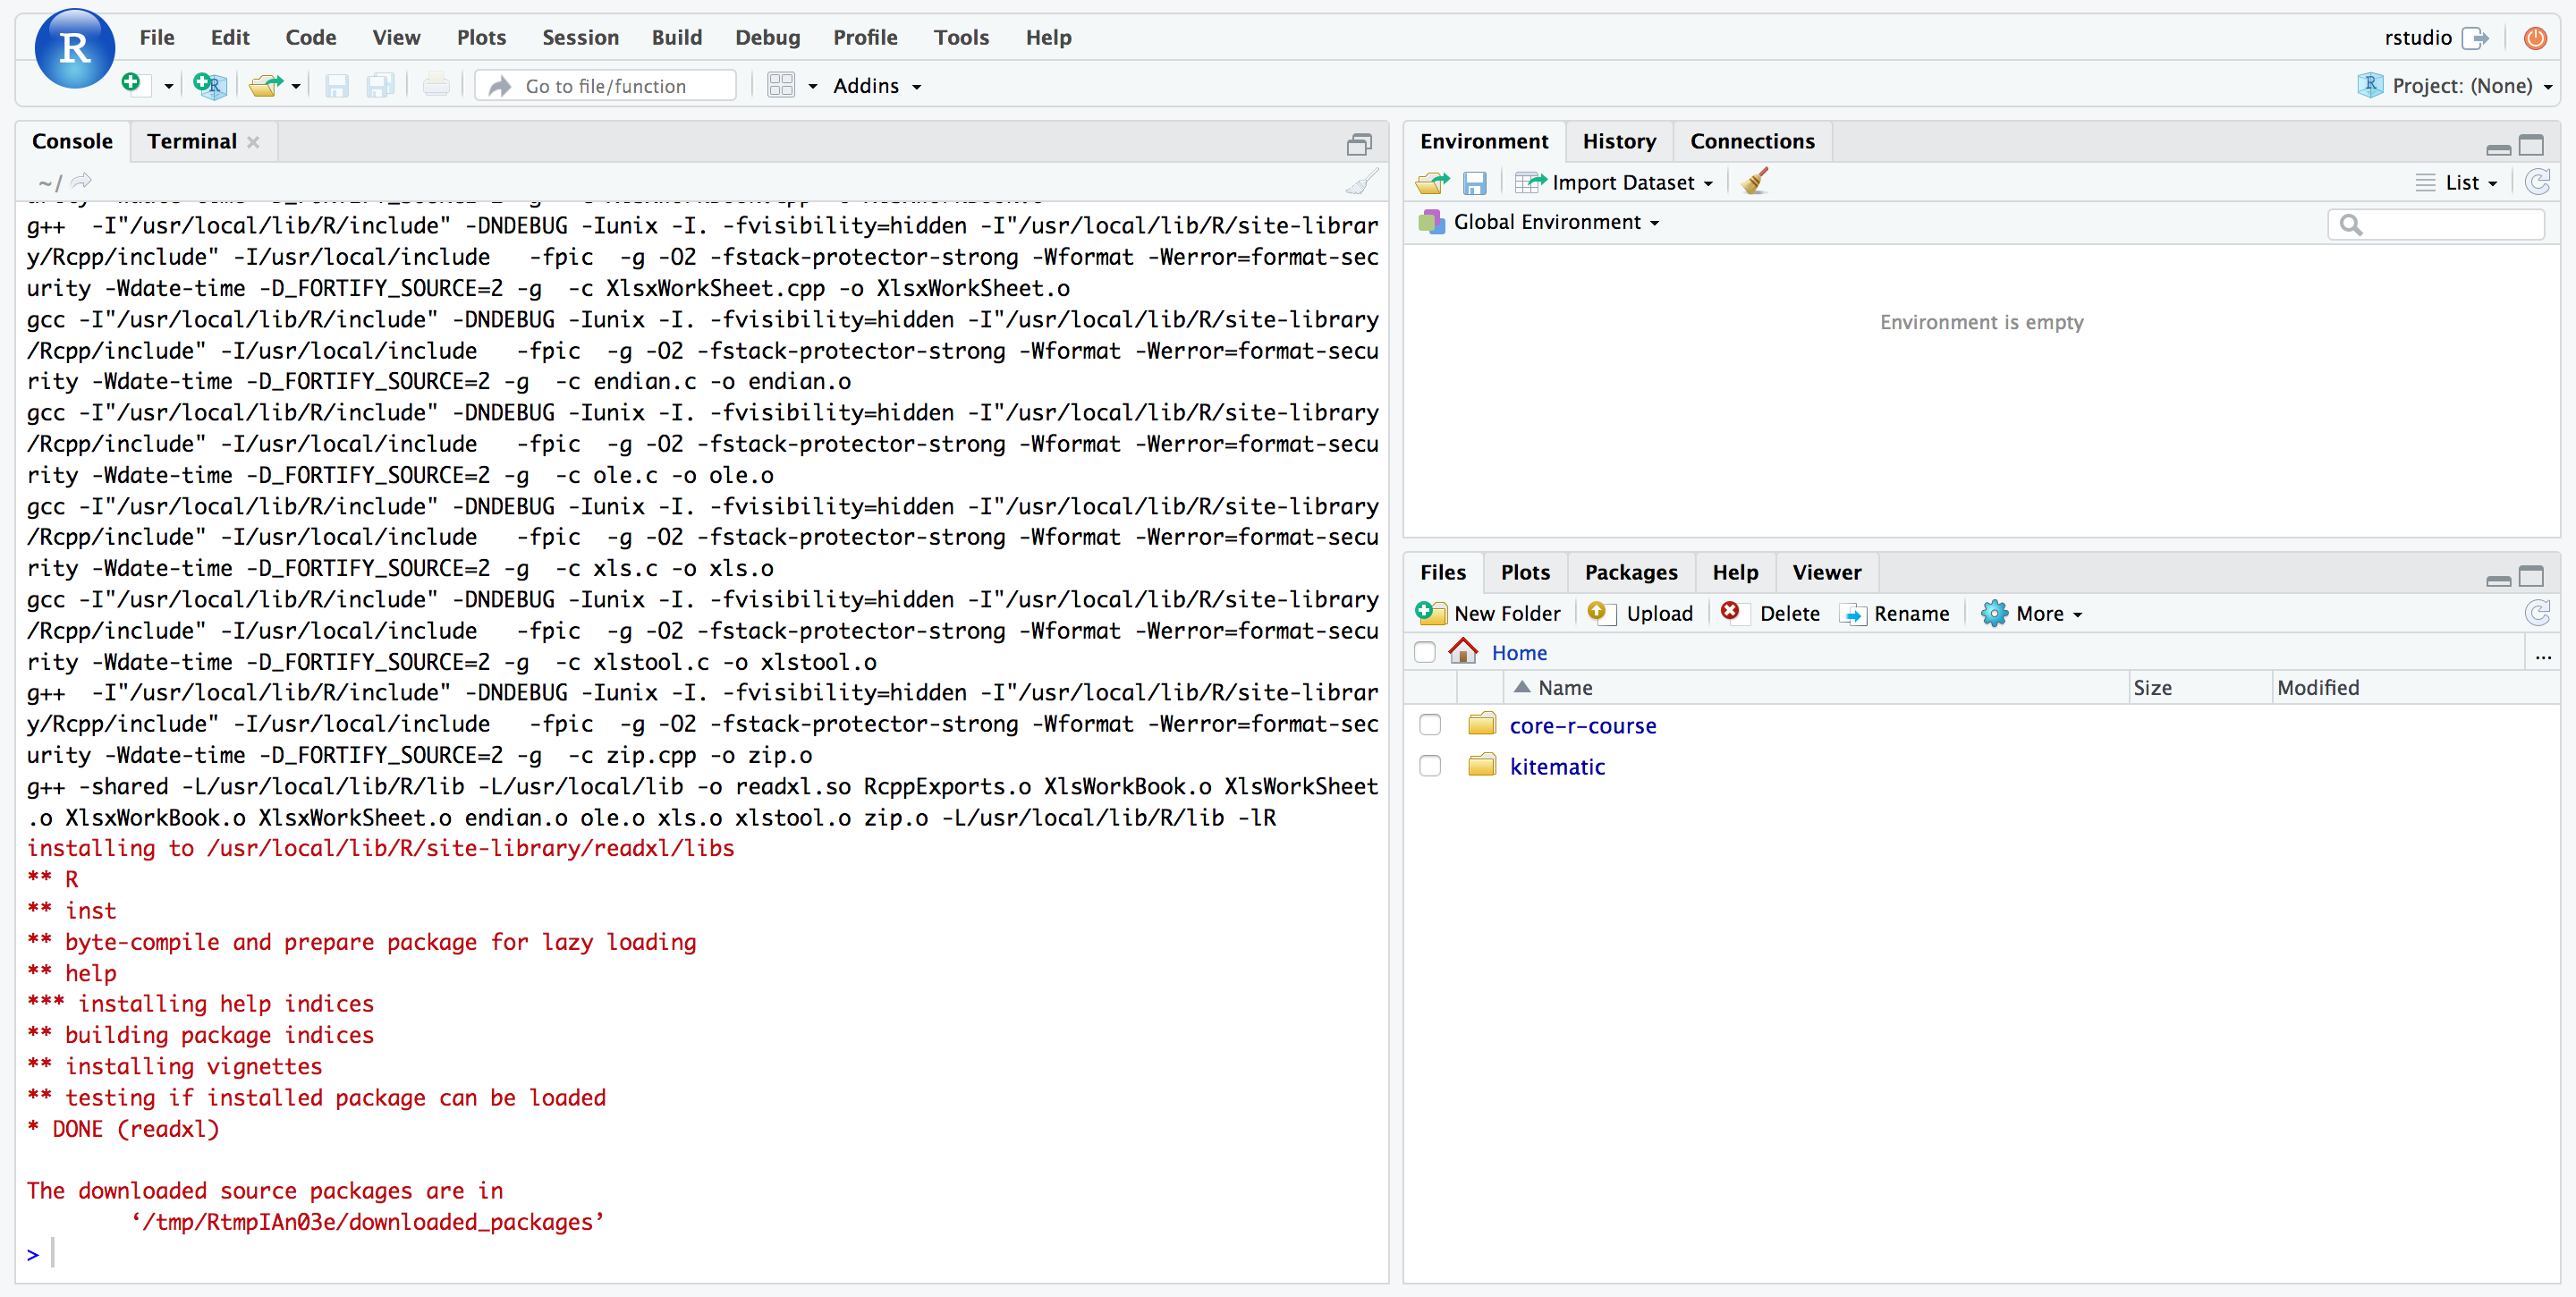 R
File Edit Code View Plots Session Build Debug Profile Tools Help
rstudio
Go to file/function
Addins
Project: (None)
Console Terminal
~/
g++  -I"/usr/local/lib/R/include" -DNDEBUG -Iunix -I. -fvisibility=hidden -I"/usr/local/lib/R/site-librar
y/Rcpp/include" -I/usr/local/include   -fpic  -g -O2 -fstack-protector-strong -Wformat -Werror=format-sec
urity -Wdate-time -D_FORTIFY_SOURCE=2 -g  -c XlsxWorkSheet.cpp -o XlsxWorkSheet.o
gcc -I"/usr/local/lib/R/include" -DNDEBUG -Iunix -I. -fvisibility=hidden -I"/usr/local/lib/R/site-library
/Rcpp/include" -I/usr/local/include   -fpic  -g -O2 -fstack-protector-strong -Wformat -Werror=format-secu
rity -Wdate-time -D_FORTIFY_SOURCE=2 -g  -c endian.c -o endian.o
gcc -I"/usr/local/lib/R/include" -DNDEBUG -Iunix -I. -fvisibility=hidden -I"/usr/local/lib/R/site-library
/Rcpp/include" -I/usr/local/include   -fpic  -g -O2 -fstack-protector-strong -Wformat -Werror=format-secu
rity -Wdate-time -D_FORTIFY_SOURCE=2 -g  -c ole.c -o ole.o
gcc -I"/usr/local/lib/R/include" -DNDEBUG -Iunix -I. -fvisibility=hidden -I"/usr/local/lib/R/site-library
/Rcpp/include" -I/usr/local/include   -fpic  -g -O2 -fstack-protector-strong -Wformat -Werror=format-secu
rity -Wdate-time -D_FORTIFY_SOURCE=2 -g  -c xls.c -o xls.o
gcc -I"/usr/local/lib/R/include" -DNDEBUG -Iunix -I. -fvisibility=hidden -I"/usr/local/lib/R/site-library
/Rcpp/include" -I/usr/local/include   -fpic  -g -O2 -fstack-protector-strong -Wformat -Werror=format-secu
rity -Wdate-time -D_FORTIFY_SOURCE=2 -g  -c xlstool.c -o xlstool.o
g++  -I"/usr/local/lib/R/include" -DNDEBUG -Iunix -I. -fvisibility=hidden -I"/usr/local/lib/R/site-librar
y/Rcpp/include" -I/usr/local/include   -fpic  -g -O2 -fstack-protector-strong -Wformat -Werror=format-sec
urity -Wdate-time -D_FORTIFY_SOURCE=2 -g  -c zip.cpp -o zip.o
g++ -shared -L/usr/local/lib/R/lib -L/usr/local/lib -o readxl.so RcppExports.o XlsWorkBook.o XlsWorkSheet
.o XlsxWorkBook.o XlsxWorkSheet.o endian.o ole.o xls.o xlstool.o zip.o -L/usr/local/lib/R/lib -lR
installing to /usr/local/lib/R/site-library/readxl/libs
** R
** inst
** byte-compile and prepare package for lazy loading
** help
*** installing help indices
** building package indices
** installing vignettes
** testing if installed package can be loaded
* DONE (readxl)
The downloaded source packages are in
‘/tmp/RtmpIAn03e/downloaded_packages’
>
Environment History Connections
Import Dataset
List
Global Environment
Environment is empty
Files Plots Packages Help Viewer
New Folder Upload Delete Rename More
Home
...
Name Size Modified
core-r-course
kitematic